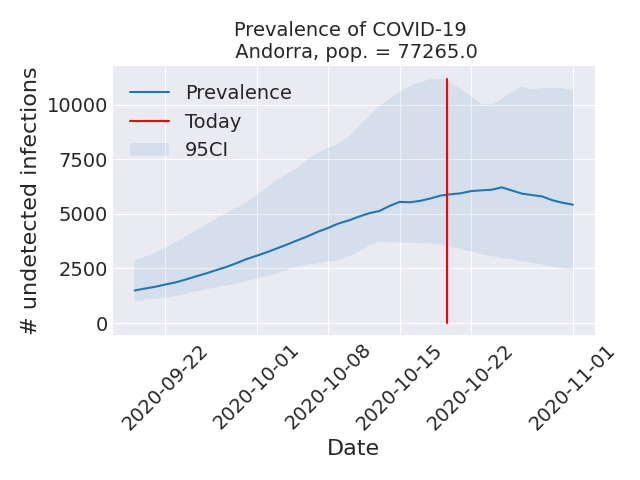 Prevalence of COVID-19
Andorra, pop. = 77265.0
# undetected infections
10000
7500
5000
2500
0
Prevalence
Today
95CI
2020-09-22
2020-10-01
2020-10-08
2020-10-15
2020-10-22
2020-11-01
Date